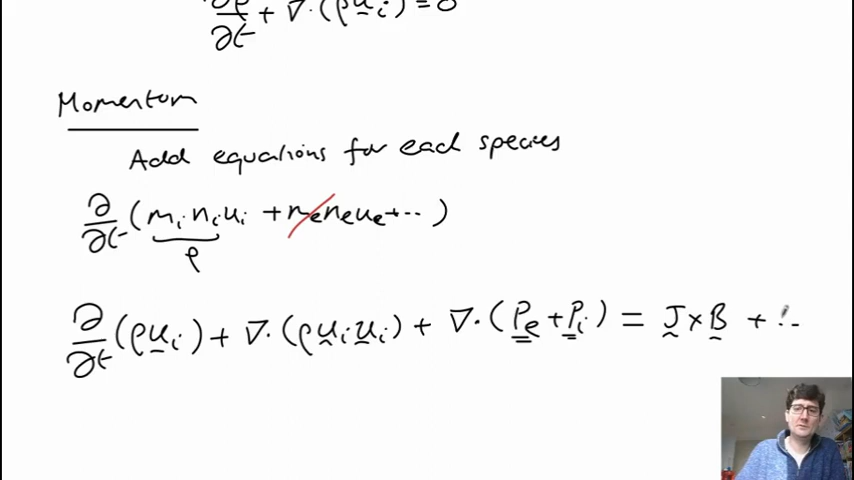 ∂ρ/∂t + ∇·(ρu_i) = 0
Momentum
Add equations for each species
∂/∂t (m_i n_i u_i + m_e n_e u_e + ···)
ρ
∂/∂t (ρu_i) + ∇·(ρu_i u_i) + ∇·(P_e + P_i) = J × B +